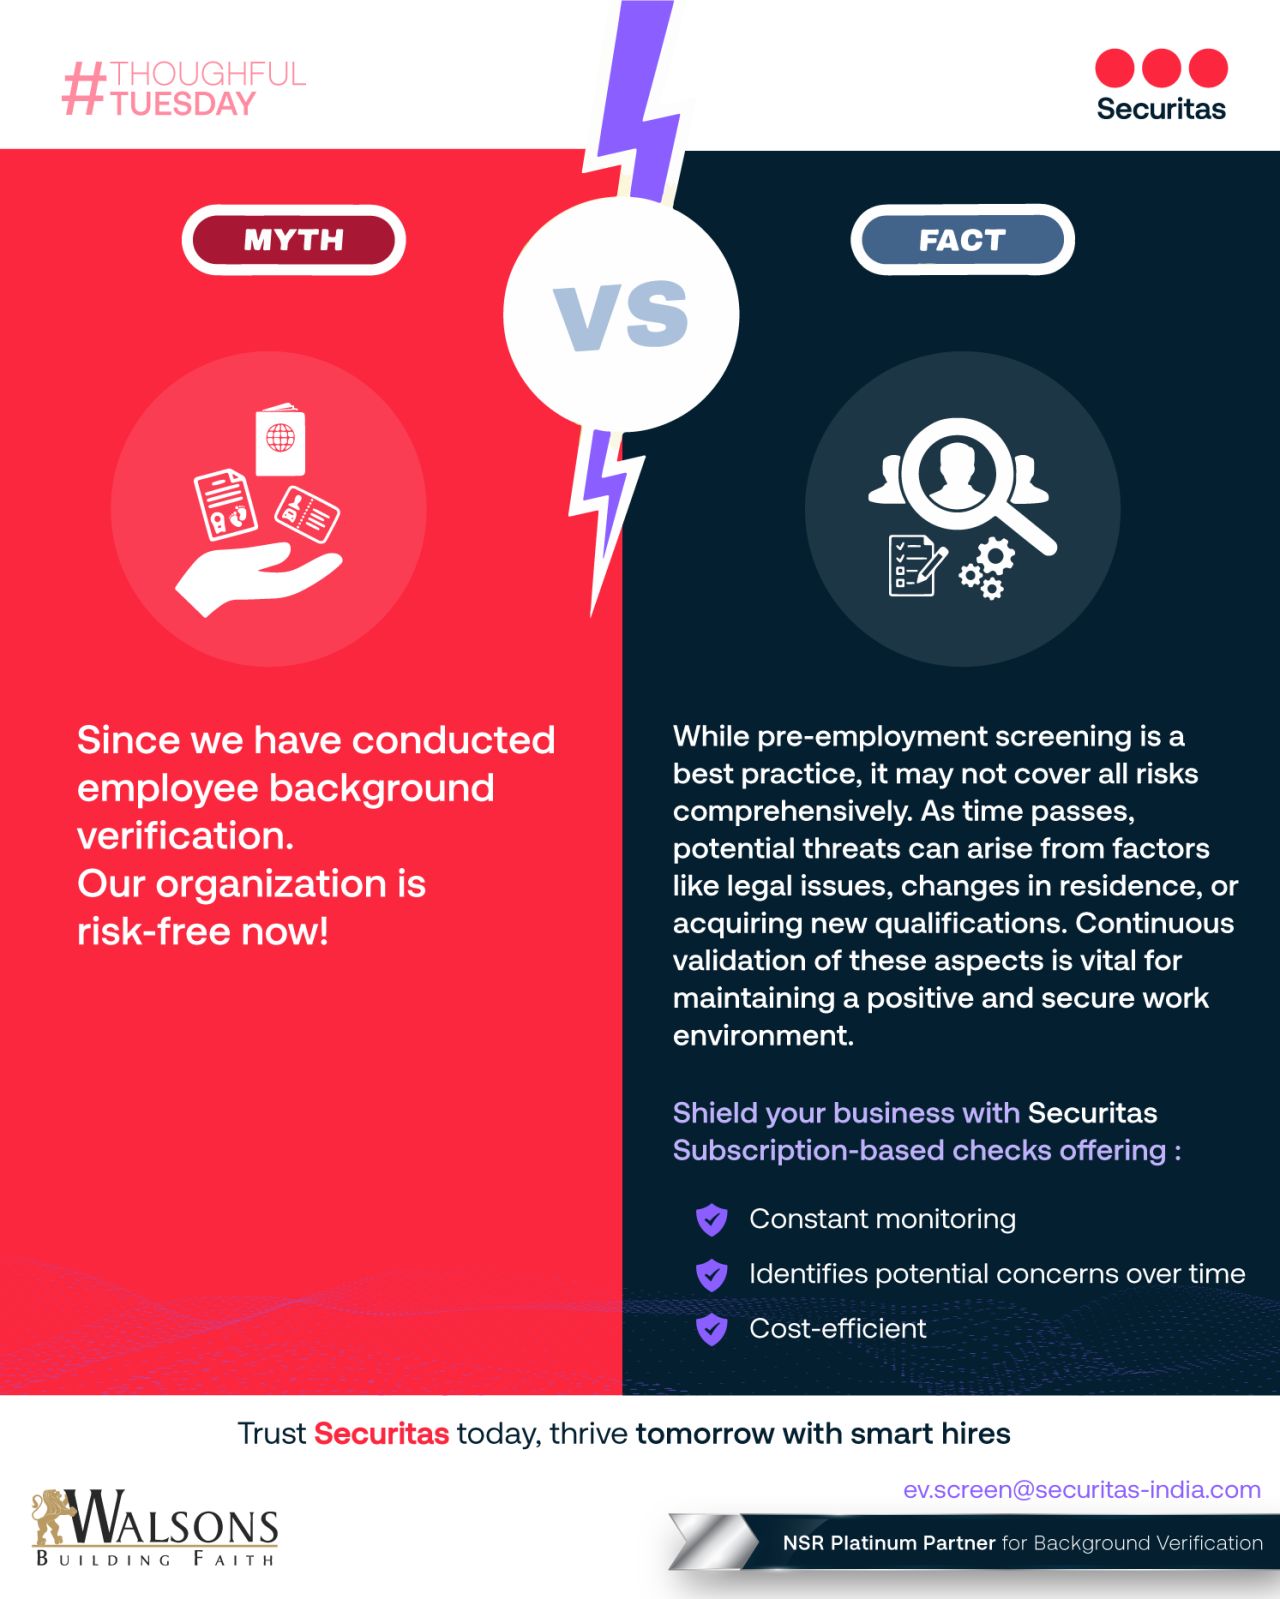 #THOUGHFUL
TUESDAY
Securitas
MYTH
VS
FACT
Since we have conducted
employee background
verification.
Our organization is
risk-free now!
While pre-employment screening is a
best practice, it may not cover all risks
comprehensively. As time passes,
potential threats can arise from factors
like legal issues, changes in residence, or
acquiring new qualifications. Continuous
validation of these aspects is vital for
maintaining a positive and secure work
environment.
Shield your business with Securitas
Subscription-based checks offering :
Constant monitoring
Identifies potential concerns over time
Cost-efficient
Trust Securitas today, thrive tomorrow with smart hires
ev.screen@securitas-india.com
WALSONS
BUILDING FAITH
NSR Platinum Partner for Background Verification